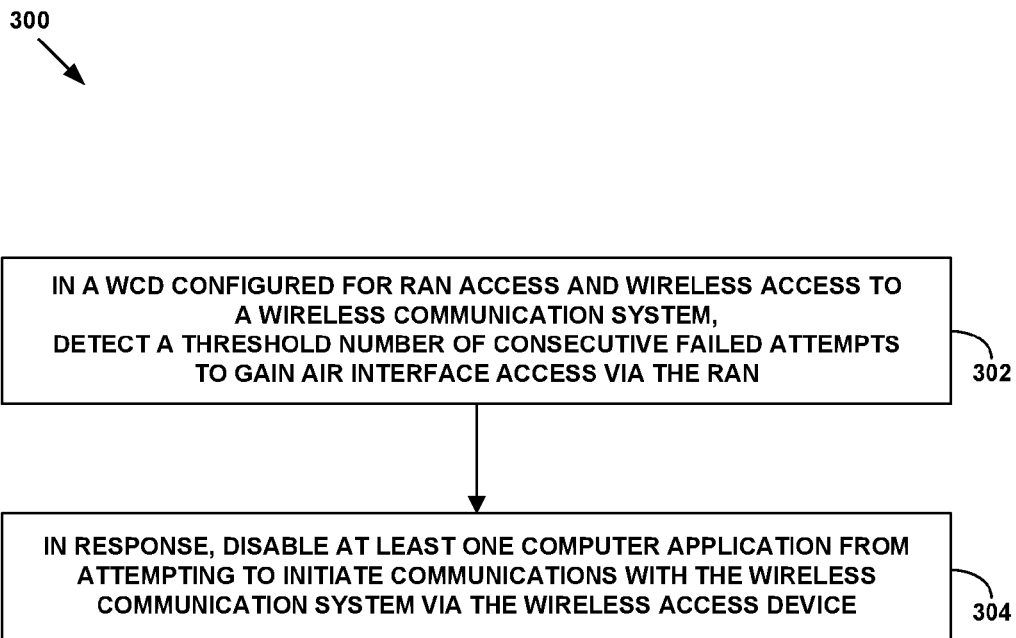 300
IN A WCD CONFIGURED FOR RAN ACCESS AND WIRELESS ACCESS TO
A WIRELESS COMMUNICATION SYSTEM,
DETECT A THRESHOLD NUMBER OF CONSECUTIVE FAILED ATTEMPTS
TO GAIN AIR INTERFACE ACCESS VIA THE RAN
302
IN RESPONSE, DISABLE AT LEAST ONE COMPUTER APPLICATION FROM
ATTEMPTING TO INITIATE COMMUNICATIONS WITH THE WIRELESS
COMMUNICATION SYSTEM VIA THE WIRELESS ACCESS DEVICE
304